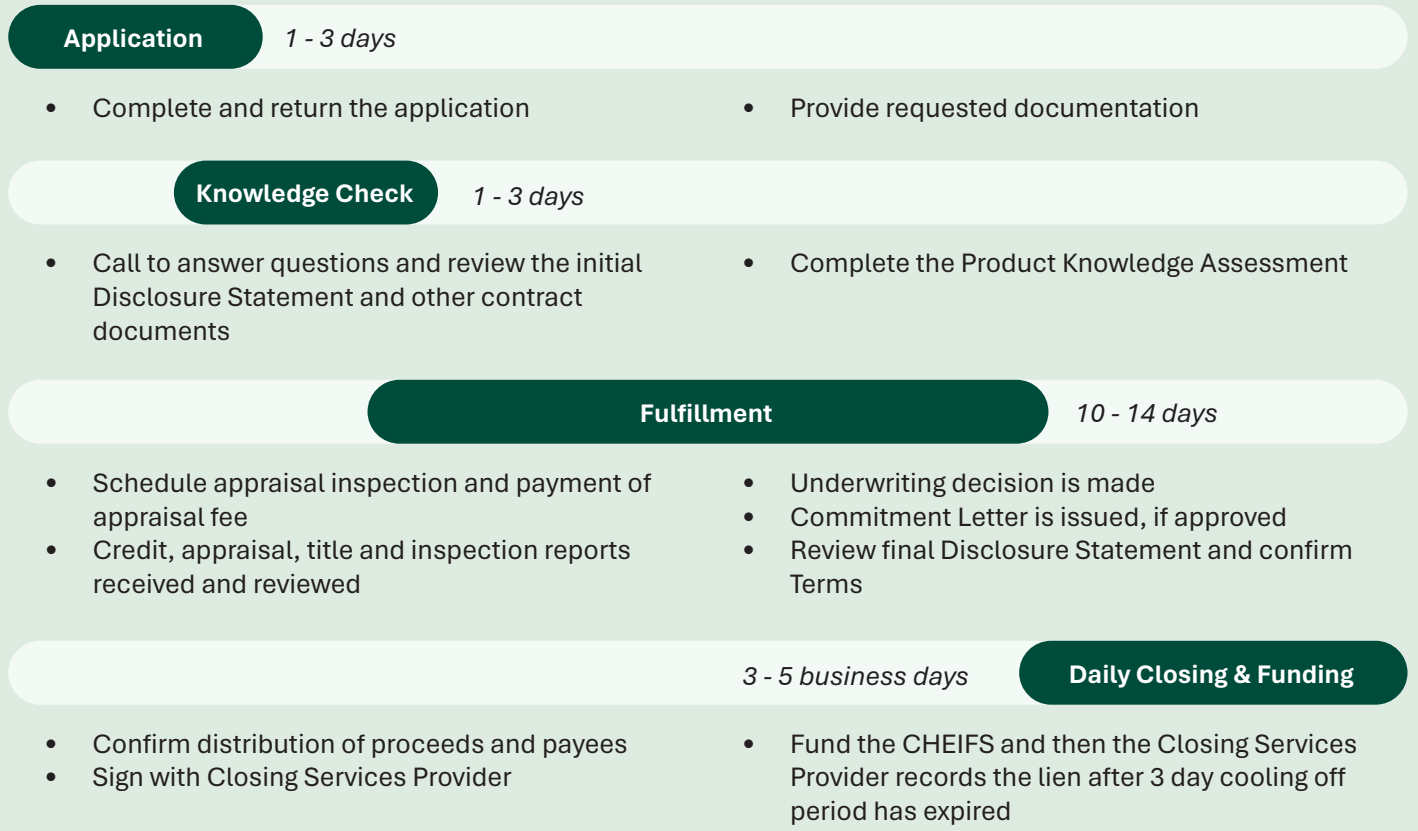 Application
1 - 3 days
• Complete and return the application
• Provide requested documentation
Knowledge Check
1 - 3 days
• Call to answer questions and review the initial
Disclosure Statement and other contract
documents
• Complete the Product Knowledge Assessment
Fulfillment
10 - 14 days
• Schedule appraisal inspection and payment of
appraisal fee
• Credit, appraisal, title and inspection reports
received and reviewed
• Underwriting decision is made
• Commitment Letter is issued, if approved
• Review final Disclosure Statement and confirm
Terms
3 - 5 business days
Daily Closing & Funding
• Confirm distribution of proceeds and payees
• Sign with Closing Services Provider
• Fund the CHEIFS and then the Closing Services
Provider records the lien after 3 day cooling off
period has expired